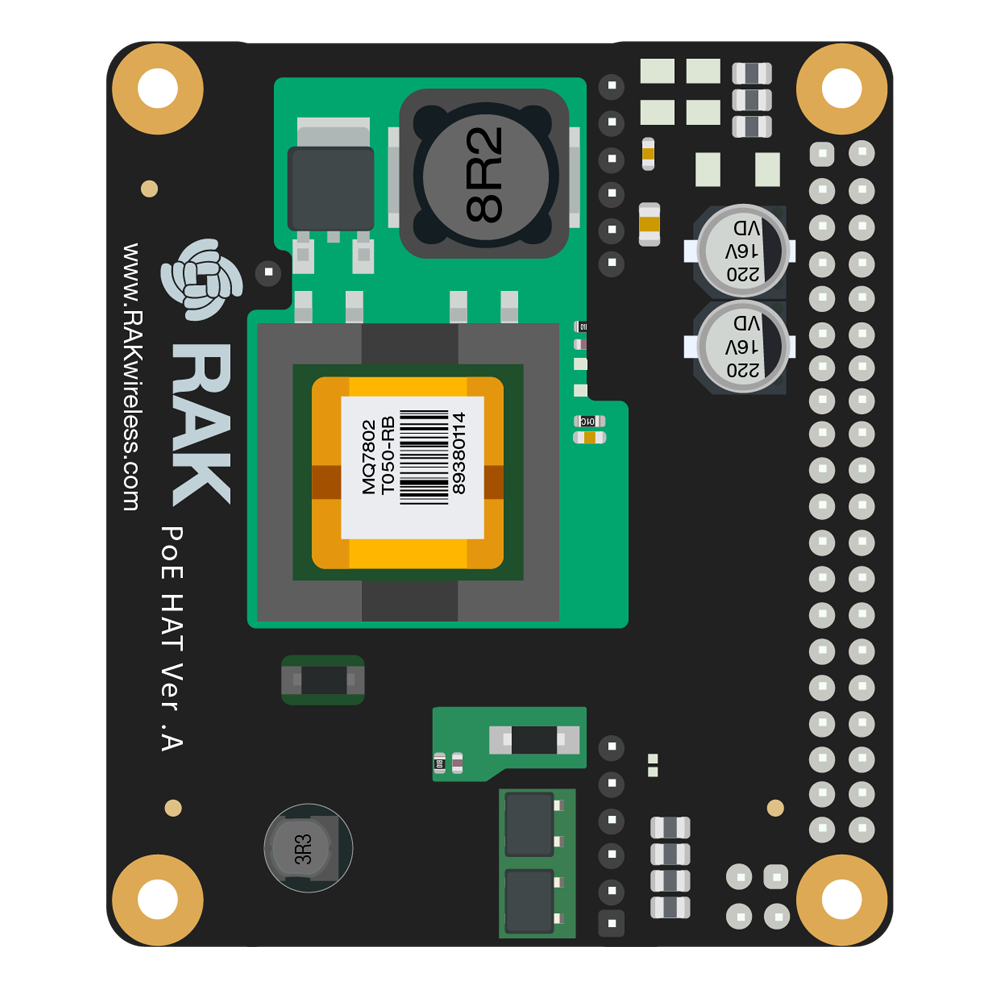 8R2
VD
16V
220
VD
16V
220
www.RAKwireless.com
RAK
PoE HAT Ver .A
MQ7802
T050-RB
89380114
010
3R3